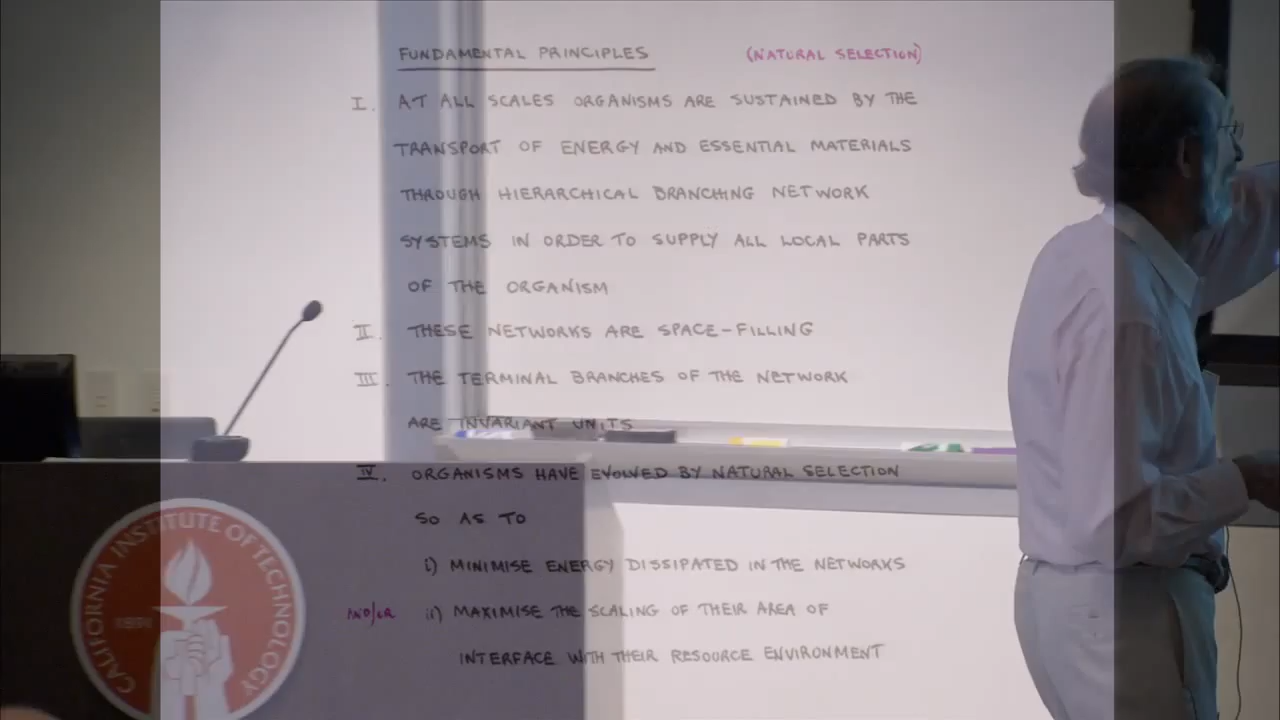 FUNDAMENTAL PRINCIPLES (NATURAL SELECTION)
I. AT ALL SCALES ORGANISMS ARE SUSTAINED BY THE
TRANSPORT OF ENERGY AND ESSENTIAL MATERIALS
THROUGH HIERARCHICAL BRANCHING NETWORK
SYSTEMS IN ORDER TO SUPPLY ALL LOCAL PARTS
OF THE ORGANISM
II. THESE NETWORKS ARE SPACE-FILLING
III. THE TERMINAL BRANCHES OF THE NETWORK
ARE INVARIANT UNITS
IV. ORGANISMS HAVE EVOLVED BY NATURAL SELECTION
SO AS TO
i) MINIMISE ENERGY DISSIPATED IN THE NETWORKS
AND/OR ii) MAXIMISE THE SCALING OF THEIR AREA OF
INTERFACE WITH THEIR RESOURCE ENVIRONMENT
CALIFORNIA INSTITUTE OF TECHNOLOGY
1891